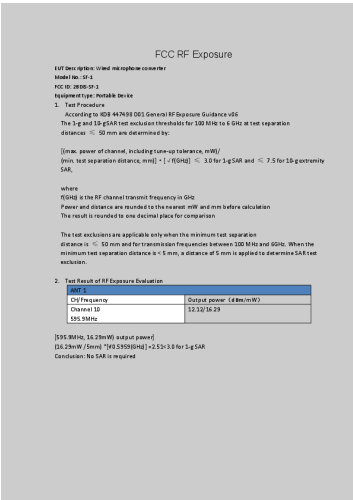 FCC RF Exposure
EUT Description: Wired microphone converter
Model No.: SF-1
FCC ID: 2BDB-SF-1
Equipment type: Portable Device
1. Test Procedure
According to KDB 447498 D01 General RF Exposure Guidance v06
The 1-g and 10-g SAR test exclusion thresholds for 100 MHz to 6 GHz at test separation
distances ≤ 50 mm are determined by:
[(max. power of channel, including tune-up tolerance, mW)/
(min. test separation distance, mm)] * [√f(GHz)] ≤ 3.0 for 1-g SAR and ≤ 7.5 for 10-g extremity
SAR,
where
f(GHz) is the RF channel transmit frequency in GHz
Power and distance are rounded to the nearest mW and mm before calculation
The result is rounded to one decimal place for comparison
The test exclusions are applicable only when the minimum test separation
distance is ≤ 50 mm and for transmission frequencies between 100 MHz and 6GHz. When the
minimum test separation distance is < 5 mm, a distance of 5 mm is applied to determine SAR test
exclusion.
2. Test Result of RF Exposure Evaluation
ANT 1
CH/Frequency Output power (dBm/mW)
Channel 10 12.12/16.29
595.9MHz
[595.9MHz, 16.29mW) output power]
(16.29mW /5mm) *[√0.5959(GHz)] =2.51<3.0 for 1-g SAR
Conclusion: No SAR is required